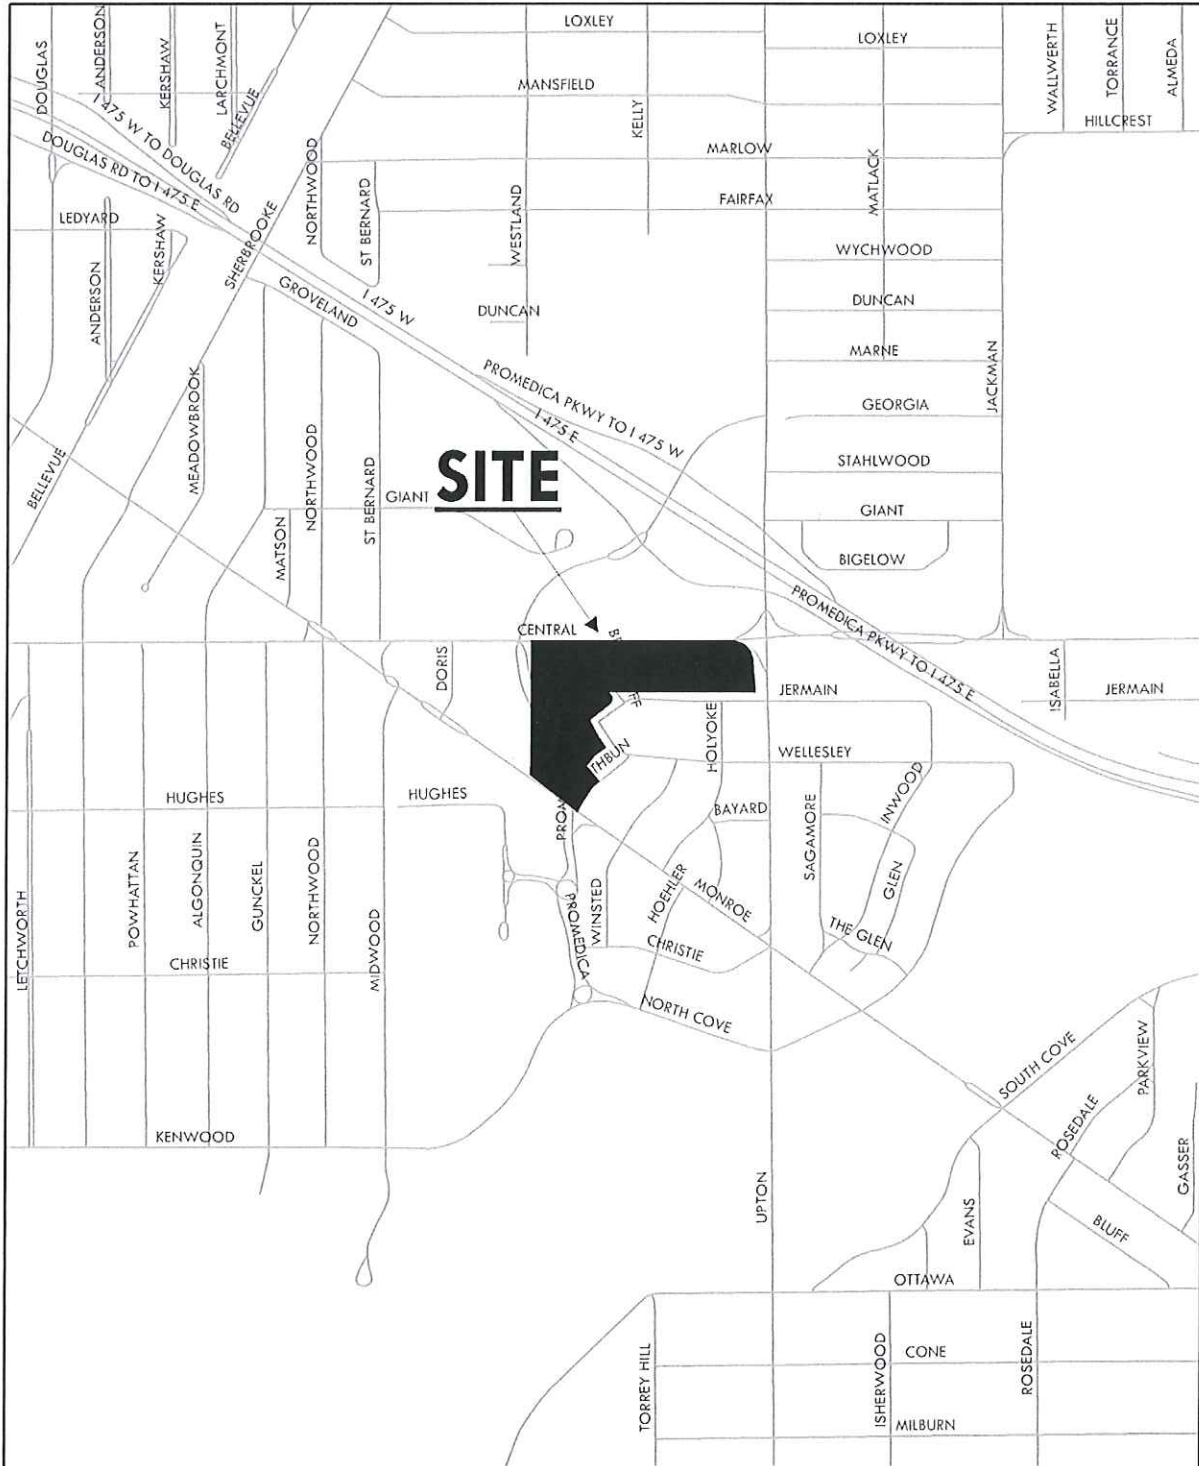 LOXLEY
LOXLEY
DOUGLAS
ANDERSON
KERSHAW
LARCHMONT
BELLEVUE
WALLWERTH
TORRANCE
ALMEDA
MANSFIELD
KELLY
HILLCREST
I 475 W TO DOUGLAS RD
DOUGLAS RD TO I 475 E
NORTHWOOD
MARLOW
MATLACK
LEDYARD
KERSHAW
SHERBROOKE
ST BERNARD
WESTLAND
FAIRFAX
WYCHWOOD
ANDERSON
GROVELAND
I 475 W
DUNCAN
DUNCAN
MARNE
JACKMAN
MEADOWBROOK
PROMEDICA PKWY TO I 475 W
I 475 E
GEORGIA
BELLEVUE
NORTHWOOD
ST BERNARD
STAHLWOOD
GIANT
SITE
GIANT
MATSON
BIGELOW
PROMEDICA PKWY TO I 475 E
CENTRAL
B
DORIS
FF
JERMAIN
ISABELLA
JERMAIN
THBUN
HOLYOKE
WELLESLEY
HUGHES
HUGHES
PROM
BAYARD
SAGAMORE
INWOOD
LETCHWORTH
POWHATTAN
ALGONQUIN
GUNCKEL
NORTHWOOD
MIDWOOD
PROMEDICA
WINSTED
HOEHLER
MONROE
GLEN
THE GLEN
CHRISTIE
CHRISTIE
NORTH COVE
SOUTH COVE
PARKVIEW
ROSEDALE
KENWOOD
UPTON
EVANS
BLUFF
GASSER
OTTAWA
TORREY HILL
ISHERWOOD
CONE
ROSEDALE
MILBURN